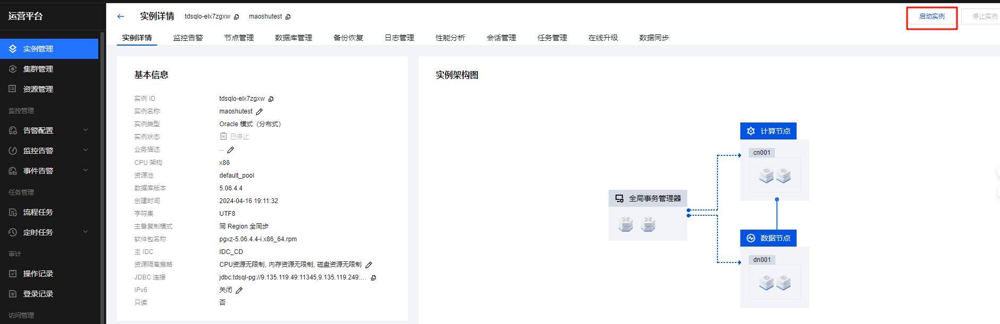 运营平台
实例管理
集群管理
资源管理
监控管理
告警配置
监控告警
事件告警
任务管理
流程任务
定时任务
审计
操作记录
登录记录
访问管理
实例详情 tdsqlo-elx7zgxw maoshutest
启动实例 停止实例
实例详情 监控告警 节点管理 数据库管理 备份恢复 日志管理 性能分析 会话管理 任务管理 在线升级 数据同步
基本信息
实例 ID tdsqlo-elx7zgxw
实例名称 maoshutest
实例类型 Oracle 模式（分布式）
实例状态 已停止
业务描述 --
CPU 架构 x86
资源池 default_pool
数据库版本 5.06.4.4
创建时间 2024-04-16 19:11:32
字符集 UTF8
主备复制模式 同 Region 全同步
软件包名称 pgxz-5.06.4.4-i.x86_64.rpm
主 IDC IDC_CD
资源隔离策略 CPU资源无限制, 内存资源无限制, 磁盘资源无限制
JDBC 连接 jdbc:tdsql-pg://9.135.119.49:11345,9.135.119.249:...
IPv6 关闭
只读 否
实例架构图
计算节点
cn001
全局事务管理器
数据节点
dn001